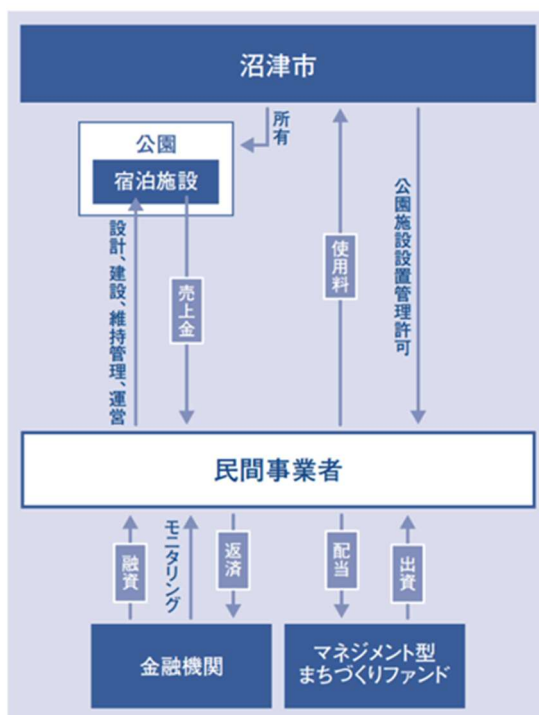 沼津市
所有
公園
宿泊施設
設計、建設、維持管理、運営
売上金
使用料
公園施設設置管理許可
民間事業者
融資
モニタリング
返済
配当
出資
金融機関
マネジメント型
まちづくりファンド